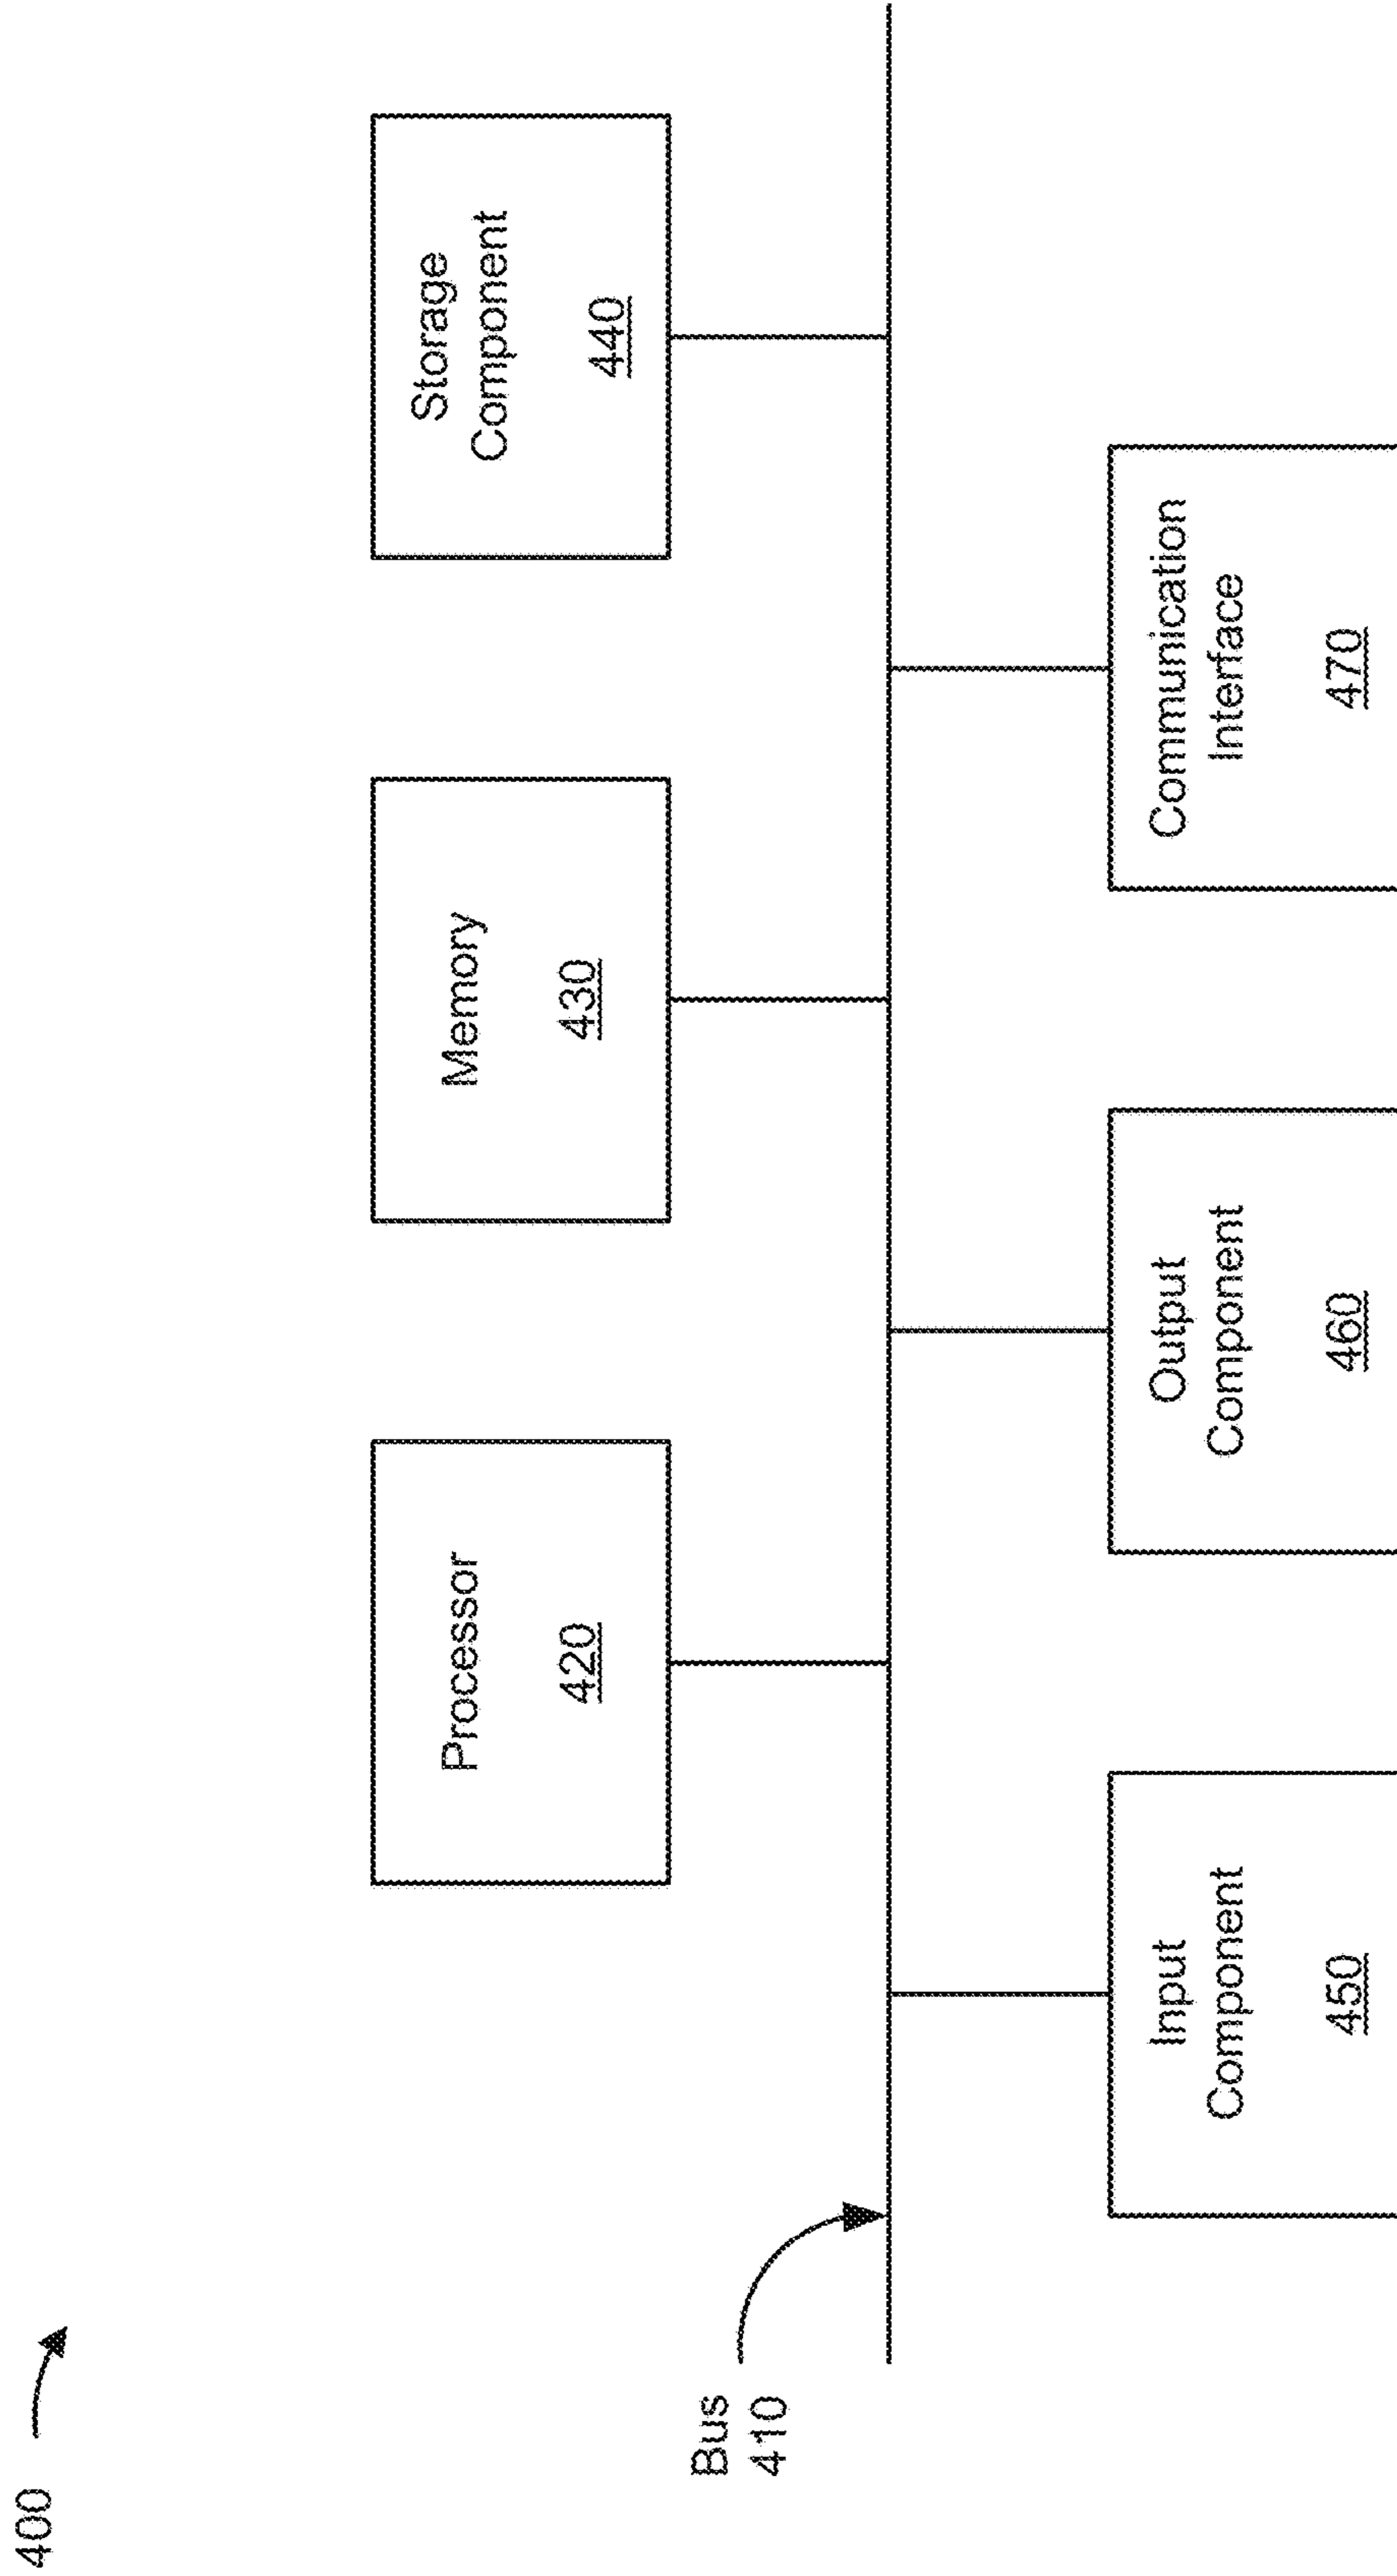 400
Processor
420
Memory
430
Storage
Component
440
Bus
410
Input
Component
450
Output
Component
460
Communication
Interface
470